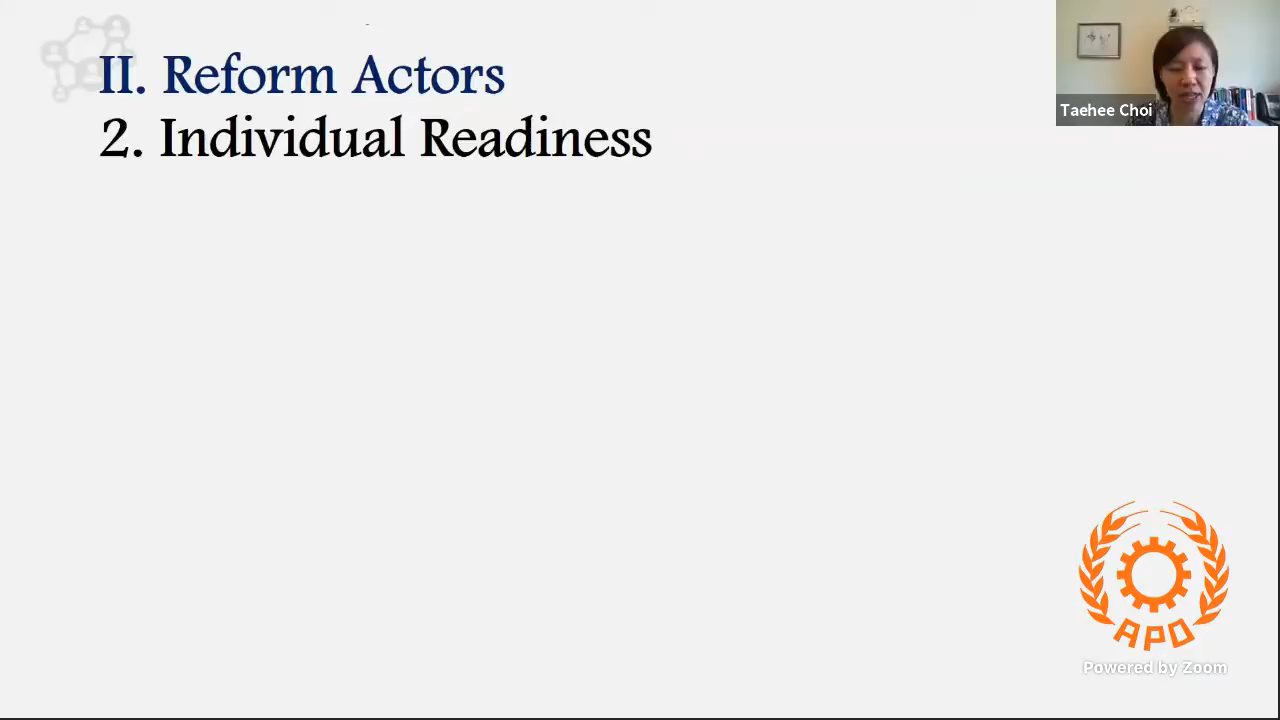 II. Reform Actors
2. Individual Readiness
Taehee Choi
APO
Powered by Zoom